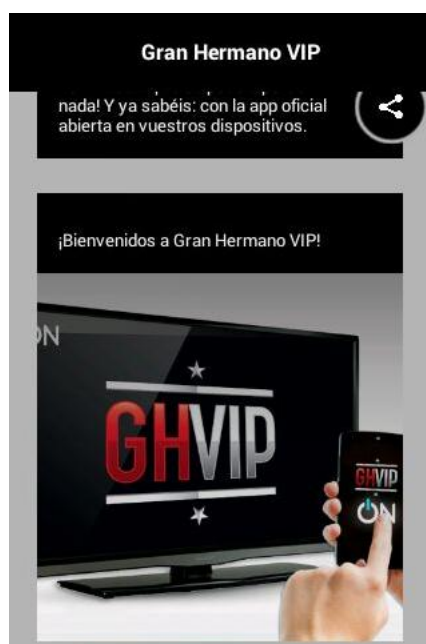 Gran Hermano VIP
nada! Y ya sabéis: con la app oficial
abierta en vuestros dispositivos.
¡Bienvenidos a Gran Hermano VIP!
ON
GHVIP
GHVIP
ON